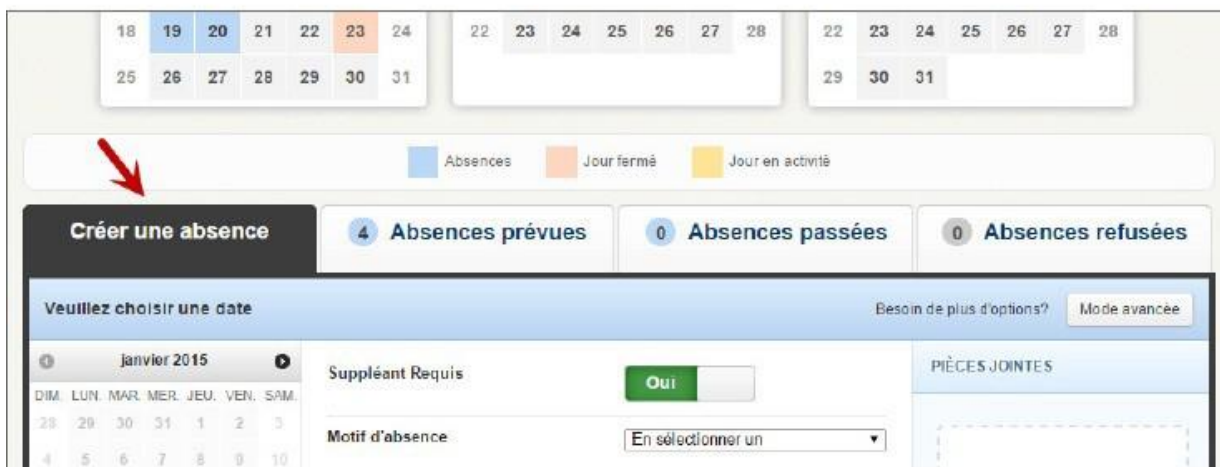 18 19 20 21 22 23 24 22 23 24 25 26 27 28 22 23 24 25 26 27 28
25 26 27 28 29 30 31 29 30 31
Absences Jour fermé Jour en activité
Créer une absence 4 Absences prévues 0 Absences passées 0 Absences refusées
Veuillez choisir une date Besoin de plus d'options? Mode avancée
janvier 2015
Suppléant Requis Oui PIÈCES JOINTES
DIM. LUN. MAR. MER. JEU. VEN. SAM.
28 29 30 31 1 2 3
Motif d'absence En sélectionner un
4 5 6 7 8 9 10